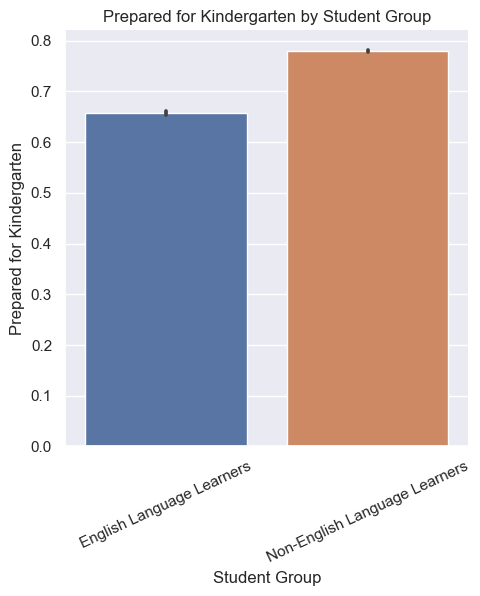 Prepared for Kindergarten by Student Group
Prepared for Kindergarten
0.8
0.7
0.6
0.5
0.4
0.3
0.2
0.1
0.0
English Language Learners
Non-English Language Learners
Student Group